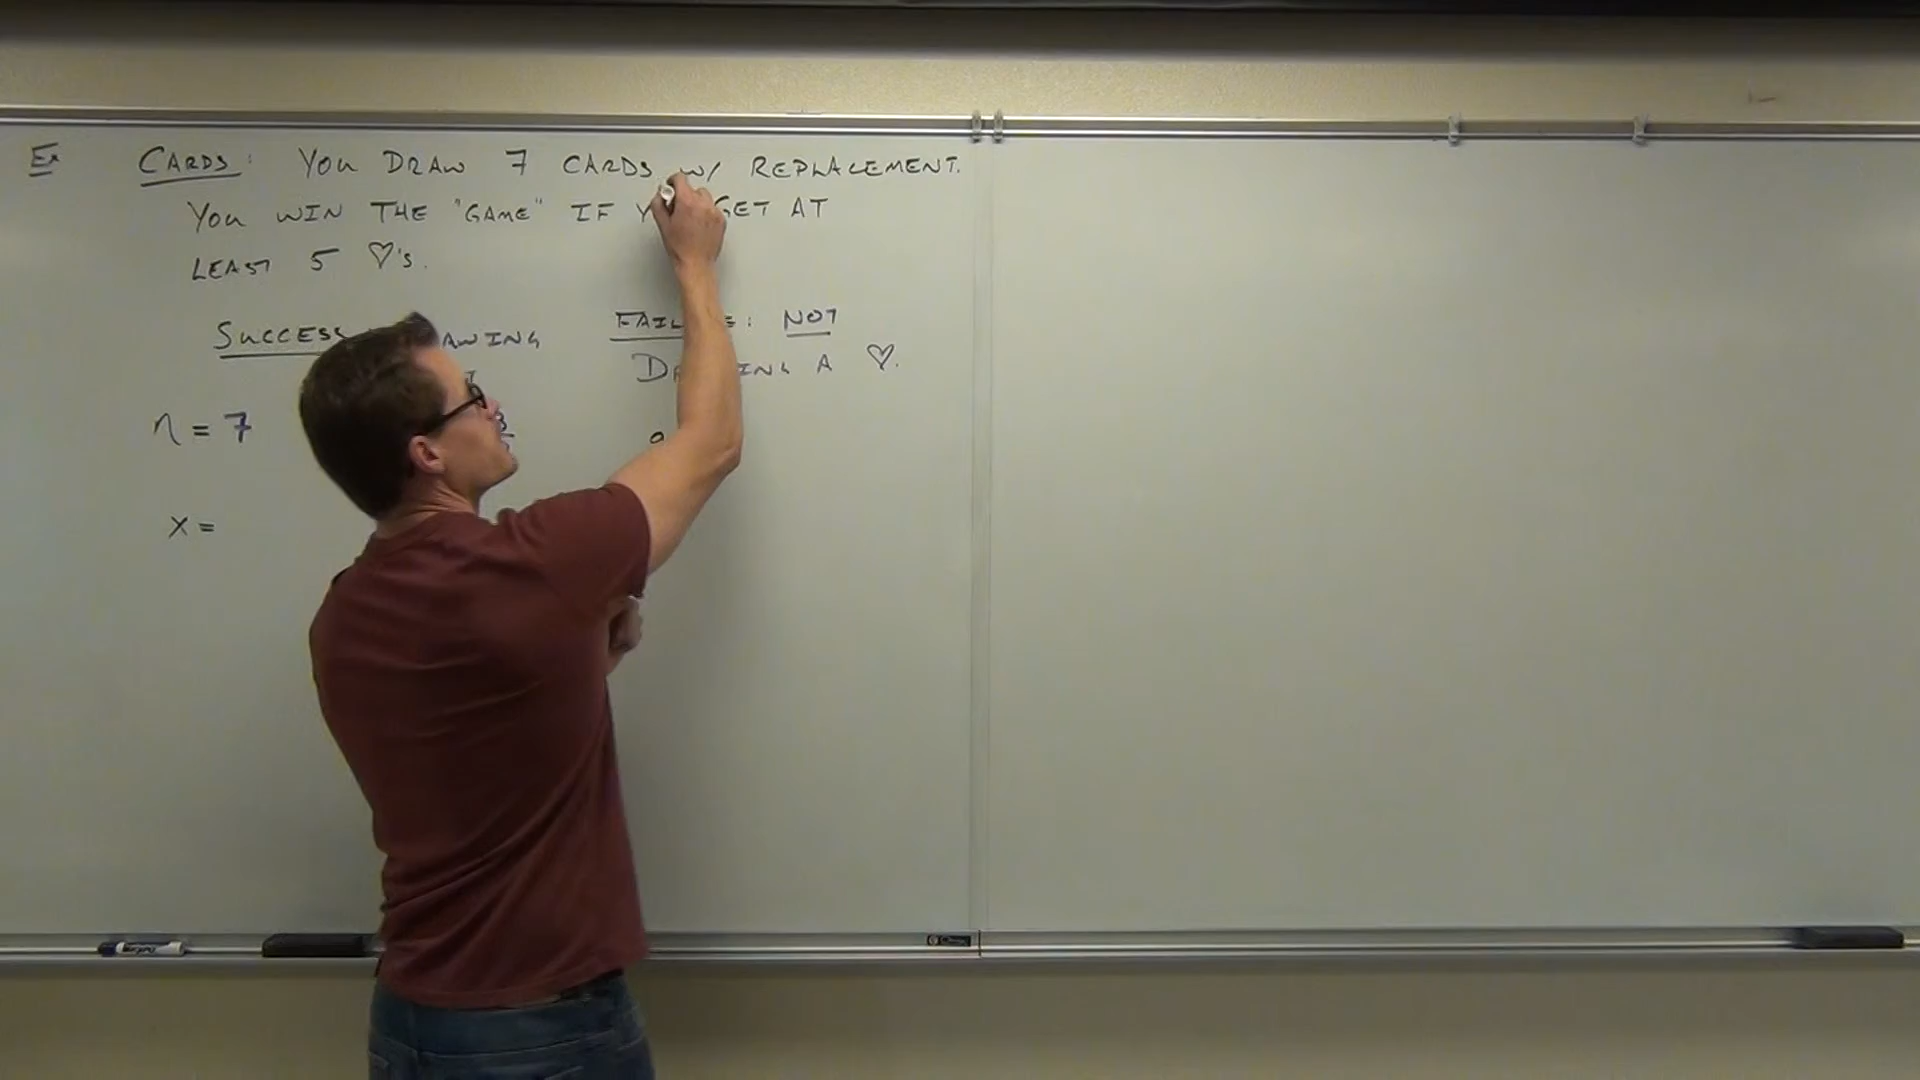 Ex CARDS: YOU DRAW 7 CARDS W/ REPLACEMENT.
YOU WIN THE "GAME" IF GET AT
LEAST 5 ♡'s.
SUCCESS
FAIL : NOT
A ♡.
n = 7
x =